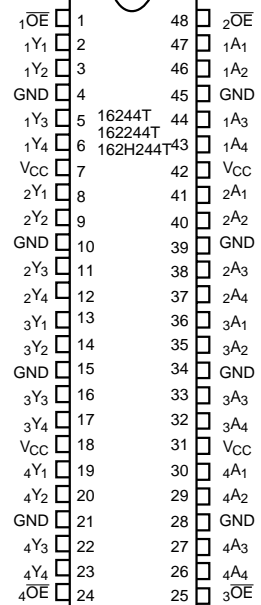 1OE 1 48 2OE
1Y1 2 47 1A1
1Y2 3 46 1A2
GND 4 45 GND
1Y3 5 16244T 44 1A3
162244T
1Y4 6 162H244T 43 1A4
VCC 7 42 VCC
2Y1 8 41 2A1
2Y2 9 40 2A2
GND 10 39 GND
2Y3 11 38 2A3
2Y4 12 37 2A4
3Y1 13 36 3A1
3Y2 14 35 3A2
GND 15 34 GND
3Y3 16 33 3A3
3Y4 17 32 3A4
VCC 18 31 VCC
4Y1 19 30 4A1
4Y2 20 29 4A2
GND 21 28 GND
4Y3 22 27 4A3
4Y4 23 26 4A4
4OE 24 25 3OE